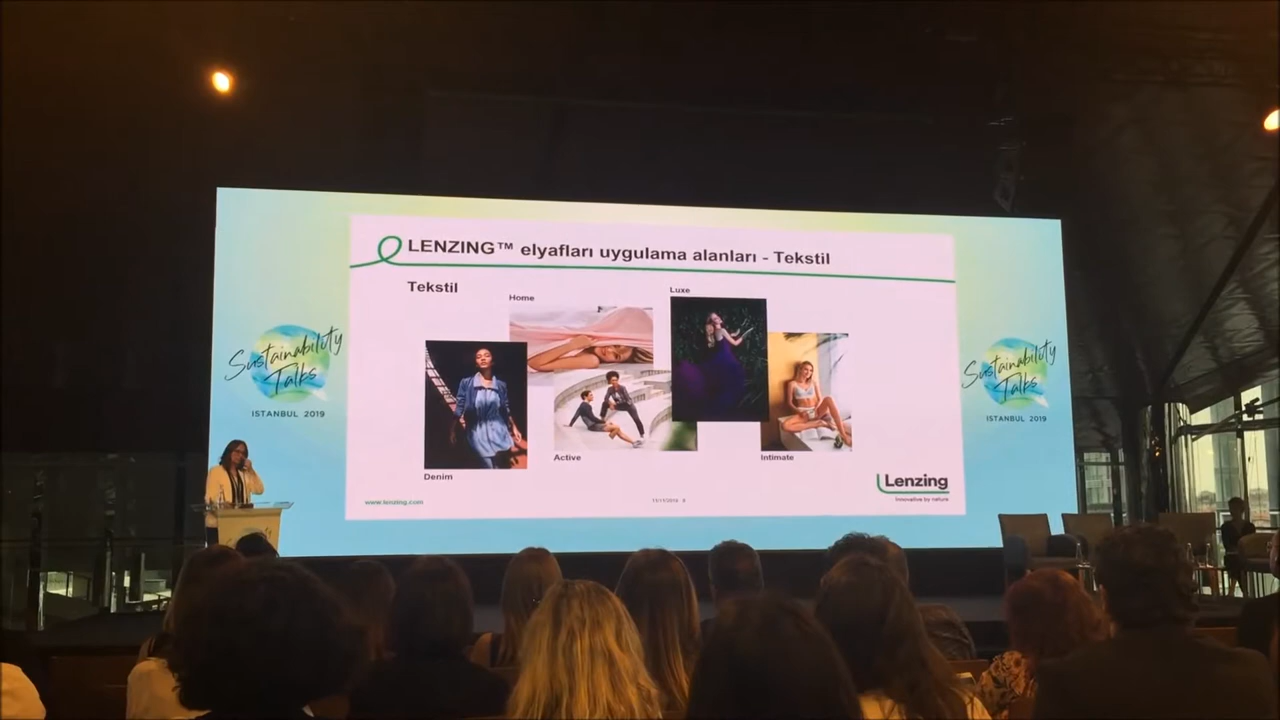 LENZING™ elyafları uygulama alanları - Tekstil
Tekstil
Home
Luxe
Denim
Active
Intimate
www.lenzing.com
Lenzing
Innovative by nature
Sustainability
Talks
ISTANBUL 2019
Sustainability
Talks
ISTANBUL 2019